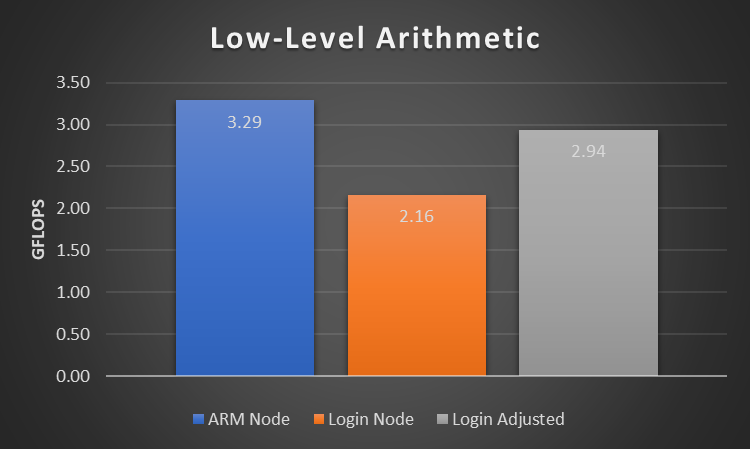 Low-Level Arithmetic
3.50
3.00
2.50
2.00
1.50
1.00
0.50
0.00
GFLOPS
3.29
2.16
2.94
ARM Node
Login Node
Login Adjusted